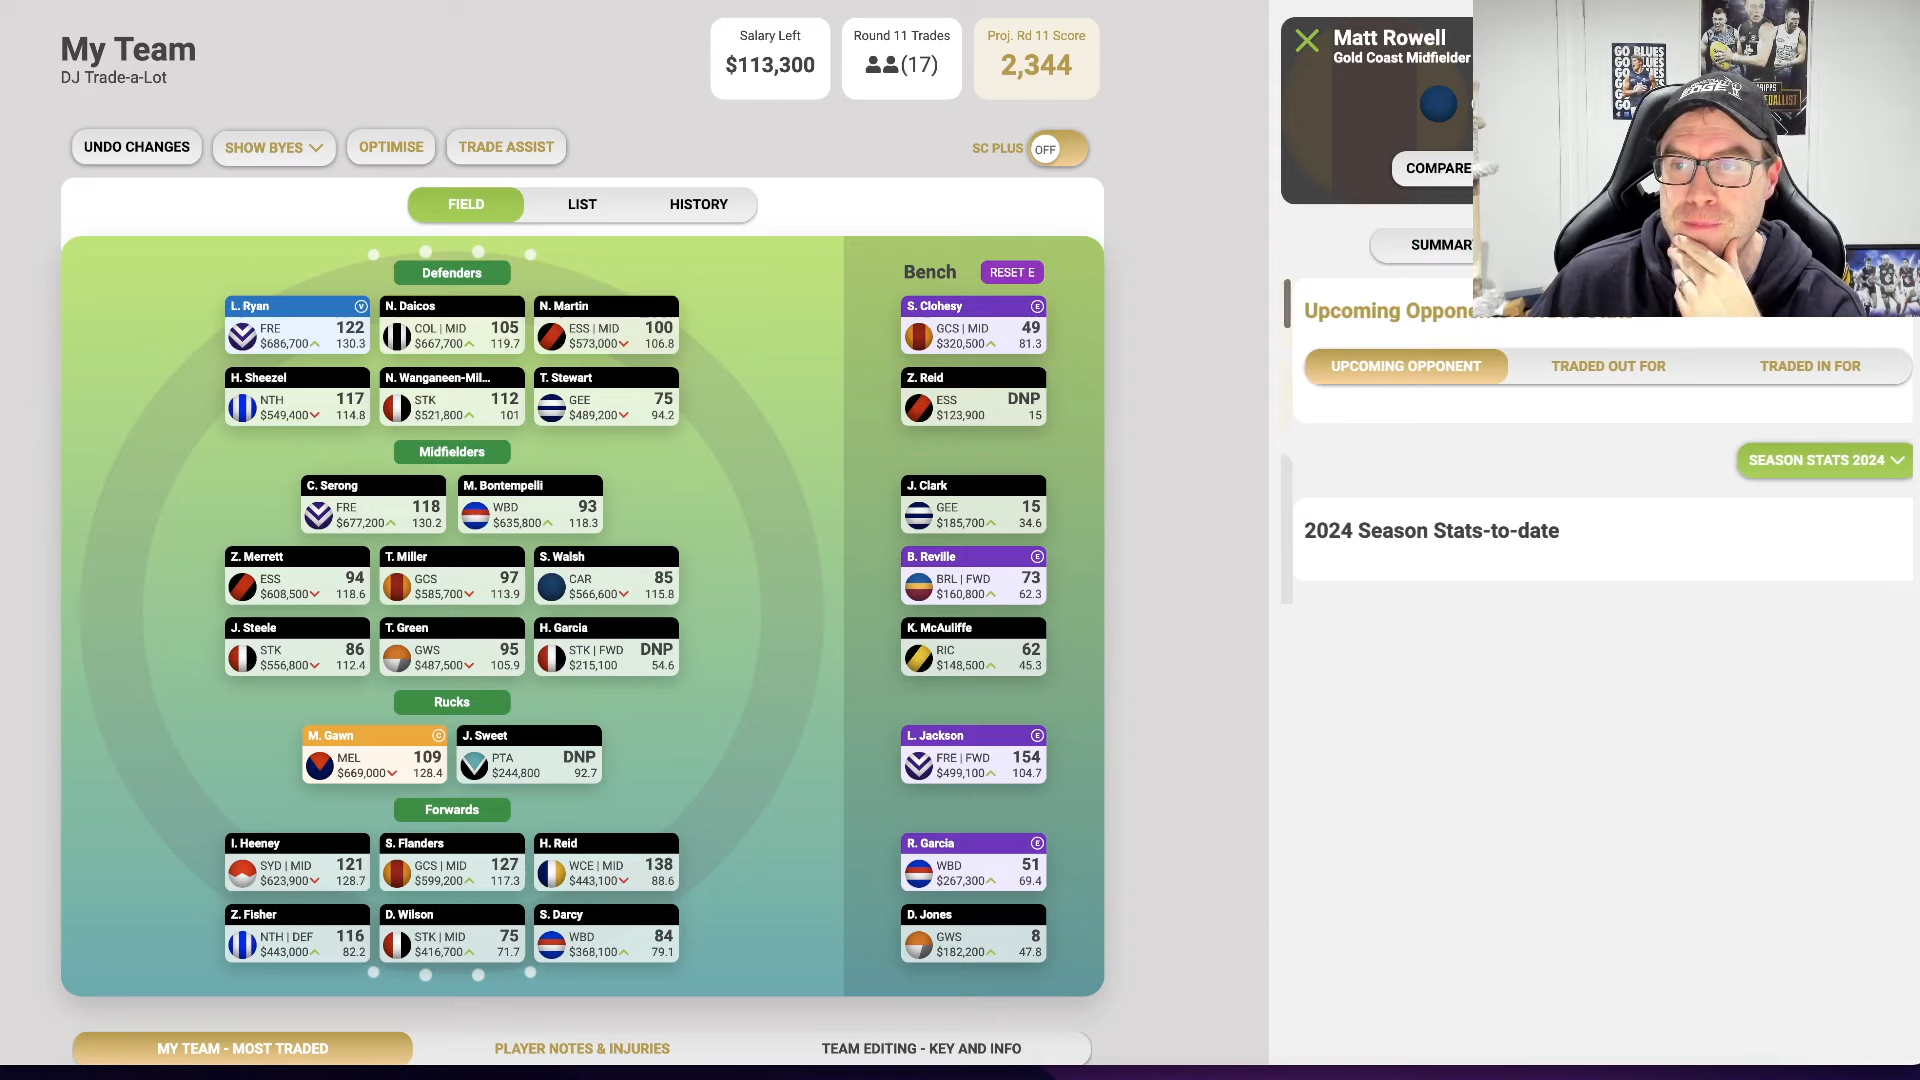 My Team
DJ Trade-a-Lot
Salary Left
$113,300
Round 11 Trades
(17)
Proj. Rd 11 Score
2,344
UNDO CHANGES
SHOW BYES
OPTIMISE
TRADE ASSIST
SC PLUS OFF
FIELD LIST HISTORY
Defenders
Bench RESET E
L. Ryan V
FRE 122
$686,700 130.3
N. Daicos
COL | MID 105
$667,700 119.7
N. Martin
ESS | MID 100
$573,000 106.8
S. Clohesy E
GCS | MID 49
$320,500 81.3
H. Sheezel
NTH 117
$549,400 114.8
N. Wanganeen-Mil...
STK 112
$521,800 101
T. Stewart
GEE 75
$489,200 94.2
Z. Reid
ESS DNP
$123,900 15
Midfielders
C. Serong
FRE 118
$677,200 130.2
M. Bontempelli
WBD 93
$635,800 118.3
J. Clark
GEE 15
$185,700 34.6
Z. Merrett
ESS 94
$608,500 118.6
T. Miller
GCS 97
$585,700 113.9
S. Walsh
CAR 85
$566,600 115.8
B. Reville E
BRL | FWD 73
$160,800 62.3
J. Steele
STK 86
$556,800 112.4
T. Green
GWS 95
$487,500 105.9
H. Garcia
STK | FWD DNP
$215,100 54.6
K. McAuliffe
RIC 62
$148,500 45.3
Rucks
M. Gawn C
MEL 109
$669,000 128.4
J. Sweet
PTA DNP
$244,800 92.7
L. Jackson E
FRE | FWD 154
$499,100 104.7
Forwards
I. Heeney
SYD | MID 121
$623,900 128.7
S. Flanders
GCS | MID 127
$599,200 117.3
H. Reid
WCE | MID 138
$443,100 88.6
R. Garcia E
WBD 51
$267,300 69.4
Z. Fisher
NTH | DEF 116
$443,000 82.2
D. Wilson
STK | MID 75
$416,700 71.7
S. Darcy
WBD 84
$368,100 79.1
D. Jones
GWS 8
$182,200 47.8
MY TEAM - MOST TRADED
PLAYER NOTES & INJURIES
TEAM EDITING - KEY AND INFO
Matt Rowell
Gold Coast Midfielder
COMPARE
SUMMAR
Upcoming Oppone
UPCOMING OPPONENT
TRADED OUT FOR
TRADED IN FOR
SEASON STATS 2024
2024 Season Stats-to-date
GO BLUES
EDGE